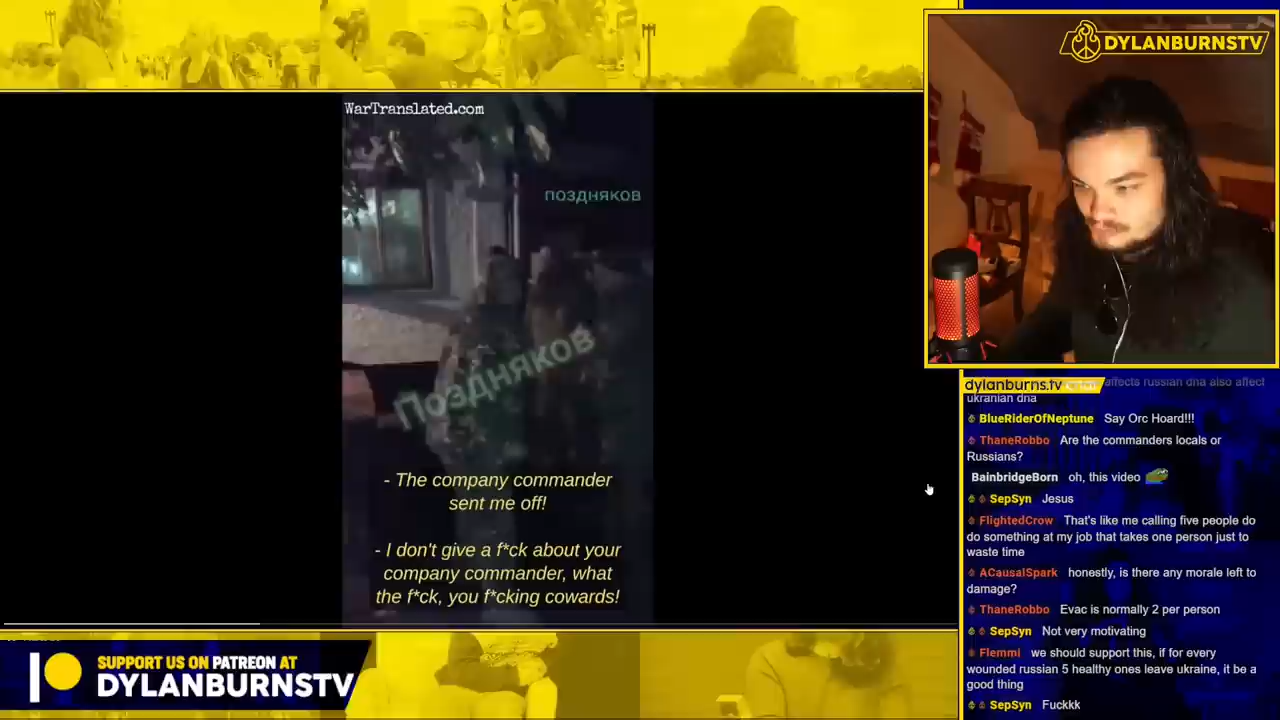 DYLANBURNSTV
WarTranslated.com
поздняков
Поздняков
- The company commander
sent me off!
- I don't give a f*ck about your
company commander, what
the f*ck, you f*cking cowards!
dylanburns.tv
affects russian dna also affect
ukranian dna
BlueRiderOfNeptune Say Orc Hoard!!!
ThaneRobbo Are the commanders locals or
Russians?
BainbridgeBorn oh, this video
SepSyn Jesus
FlightedCrow That's like me calling five people do
do something at my job that takes one person just to
waste time
ACausalSpark honestly, is there any morale left to
damage?
ThaneRobbo Evac is normally 2 per person
SepSyn Not very motivating
Flemmi we should support this, if for every
wounded russian 5 healthy ones leave ukraine, it be a
good thing
SepSyn Fuckkk
SUPPORT US ON PATREON AT
DYLANBURNSTV